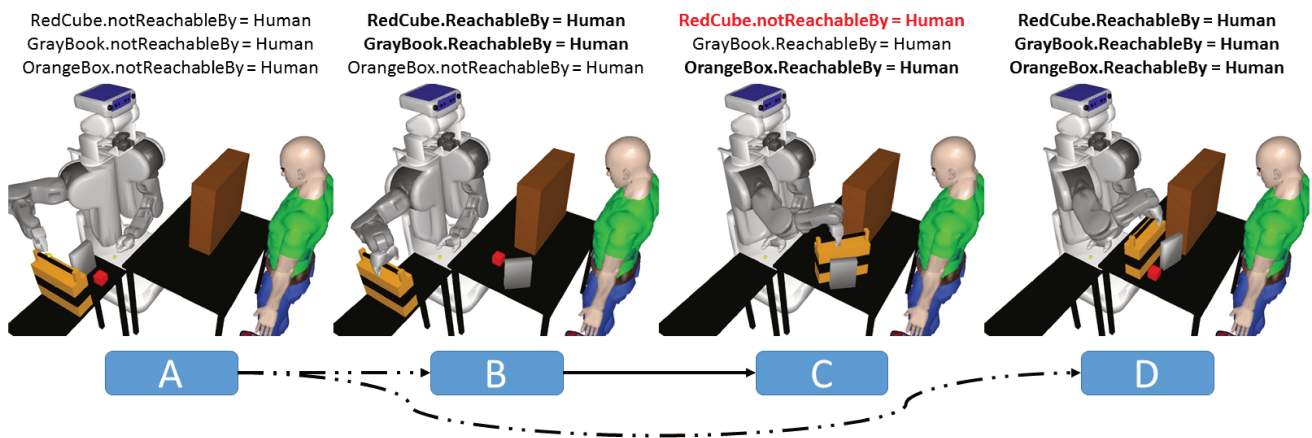 RedCube.notReachableBy = Human
GrayBook.notReachableBy = Human
OrangeBox.notReachableBy = Human
RedCube.ReachableBy = Human
GrayBook.ReachableBy = Human
OrangeBox.notReachableBy = Human
RedCube.notReachableBy = Human
GrayBook.ReachableBy = Human
OrangeBox.ReachableBy = Human
RedCube.ReachableBy = Human
GrayBook.ReachableBy = Human
OrangeBox.ReachableBy = Human
A
B
C
D